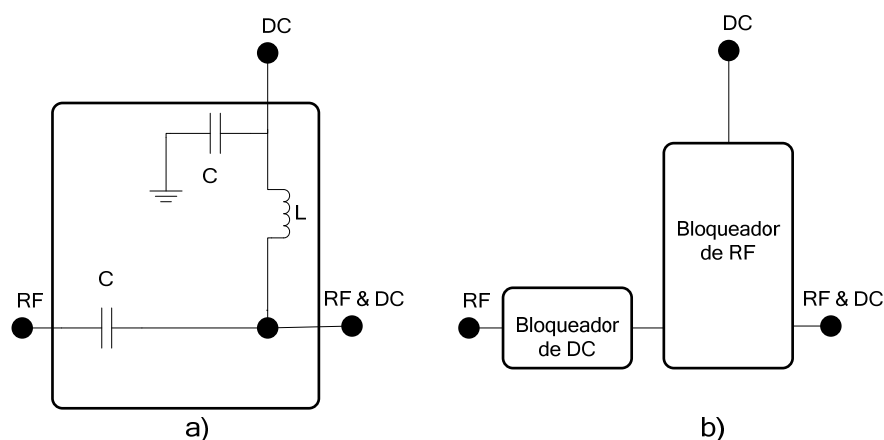 DC
C
L
C
RF
RF & DC
a)
DC
Bloqueador
de RF
RF
Bloqueador
de DC
RF & DC
b)